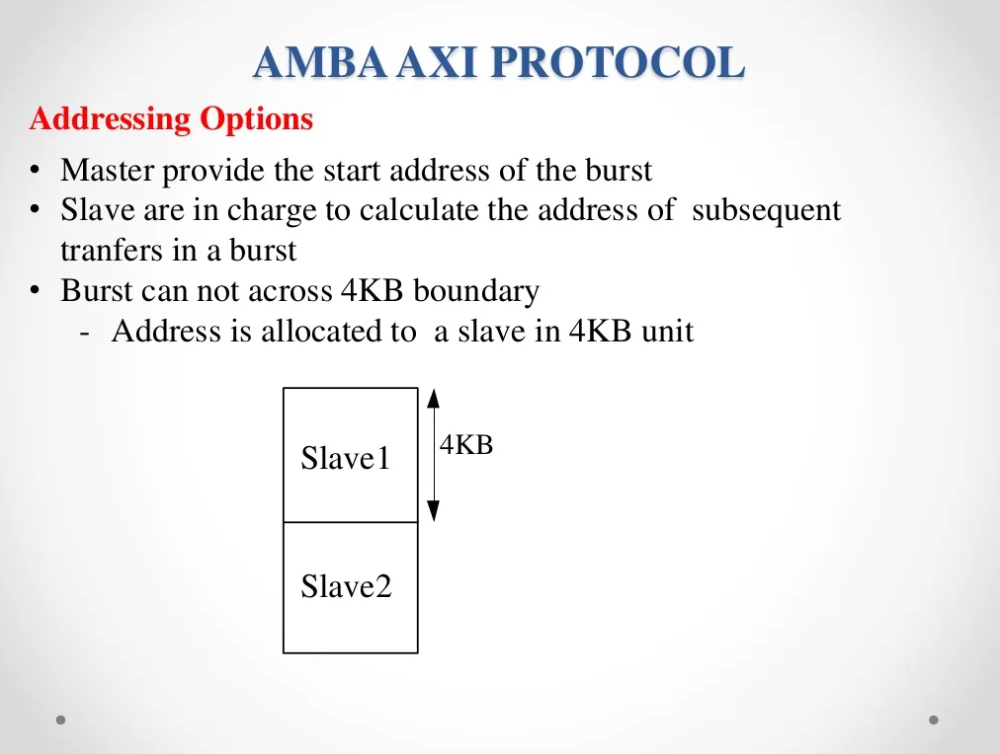 AMBA AXI PROTOCOL
Addressing Options
• Master provide the start address of the burst
• Slave are in charge to calculate the address of subsequent
tranfers in a burst
• Burst can not across 4KB boundary
- Address is allocated to a slave in 4KB unit
Slave1
4KB
Slave2